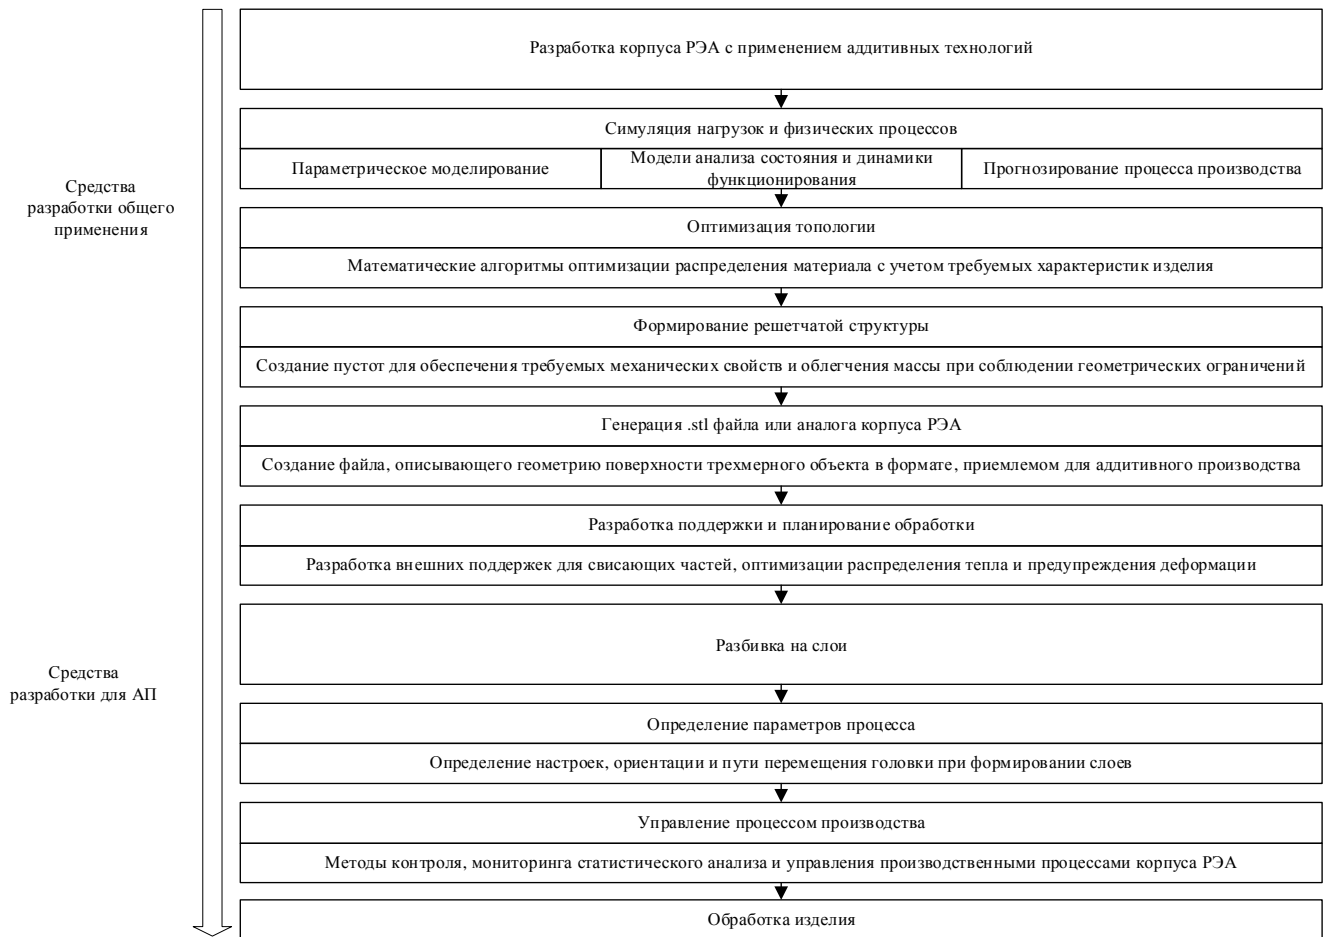 Разработка корпуса РЭА с применением аддитивных технологий
Симуляция нагрузок и физических процессов
Параметрическое моделирование
Модели анализа состояния и динамики
функционирования
Прогнозирование процесса производства
Средства
разработки общего
применения
Оптимизация топологии
Математические алгоритмы оптимизации распределения материала с учетом требуемых характеристик изделия
Формирование решетчатой структуры
Создание пустот для обеспечения требуемых механических свойств и облегчения массы при соблюдении геометрических ограничений
Генерация .stl файла или аналога корпуса РЭА
Создание файла, описывающего геометрию поверхности трехмерного объекта в формате, приемлемом для аддитивного производства
Разработка поддержки и планирование обработки
Разработка внешних поддержек для свисающих частей, оптимизации распределения тепла и предупреждения деформации
Разбивка на слои
Средства
разработки для АП
Определение параметров процесса
Определение настроек, ориентации и пути перемещения головки при формировании слоев
Управление процессом производства
Методы контроля, мониторинга статистического анализа и управления производственными процессами корпуса РЭА
Обработка изделия